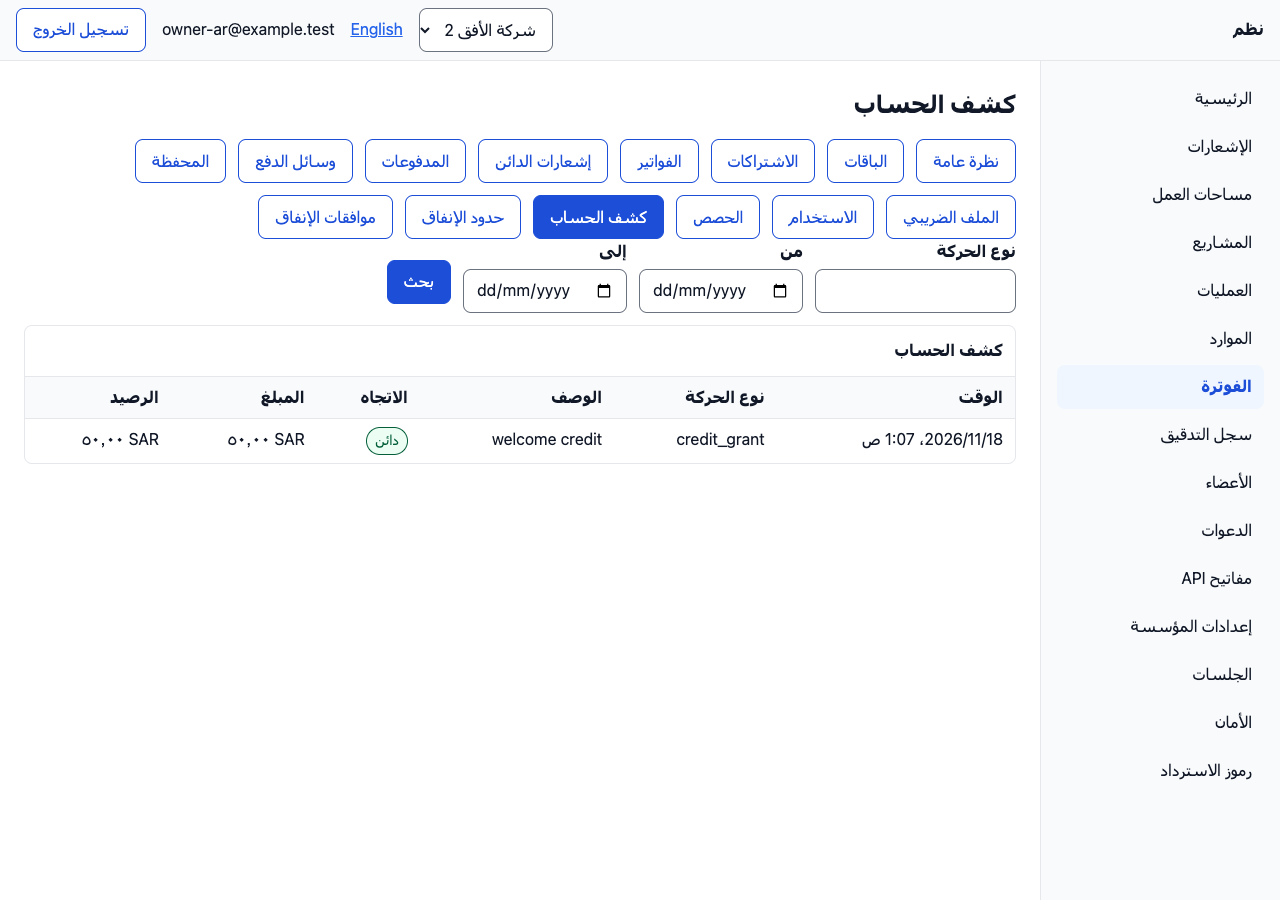 نظم
شركة الأفق 2
English
owner-ar@example.test
تسجيل الخروج
الرئيسية
الإشعارات
مساحات العمل
المشاريع
العمليات
الموارد
الفوترة
سجل التدقيق
الأعضاء
الدعوات
مفاتيح API
إعدادات المؤسسة
الجلسات
الأمان
رموز الاسترداد
كشف الحساب
نظرة عامة الباقات الاشتراكات الفواتير إشعارات الدائن المدفوعات وسائل الدفع المحفظة
الملف الضريبي الاستخدام الحصص كشف الحساب حدود الإنفاق موافقات الإنفاق
نوع الحركة من إلى
dd/mm/yyyy dd/mm/yyyy بحث
كشف الحساب
الوقت نوع الحركة الوصف الاتجاه المبلغ الرصيد
2026/11/18، 1:07 ص credit_grant welcome credit دائن ٥٠,٠٠ SAR ٥٠,٠٠ SAR